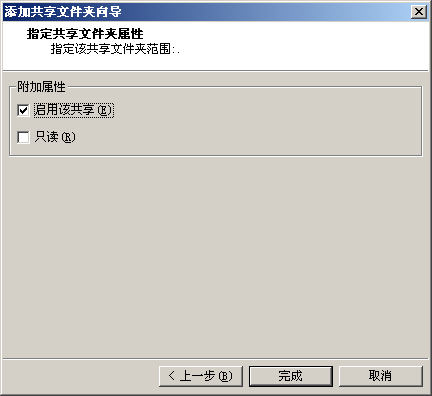 添加共享文件夹向导
指定共享文件夹属性
指定该共享文件夹范围:.
附加属性
启用该共享(E)
只读(R)
< 上一步(B)
完成
取消